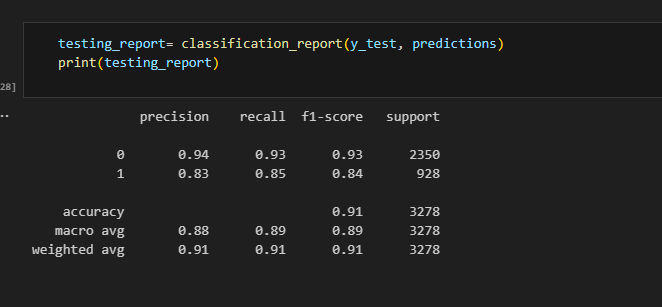 testing_report= classification_report(y_test, predictions)
print(testing_report)
28]
..
precision recall f1-score support
0 0.94 0.93 0.93 2350
1 0.83 0.85 0.84 928
accuracy 0.91 3278
macro avg 0.88 0.89 0.89 3278
weighted avg 0.91 0.91 0.91 3278